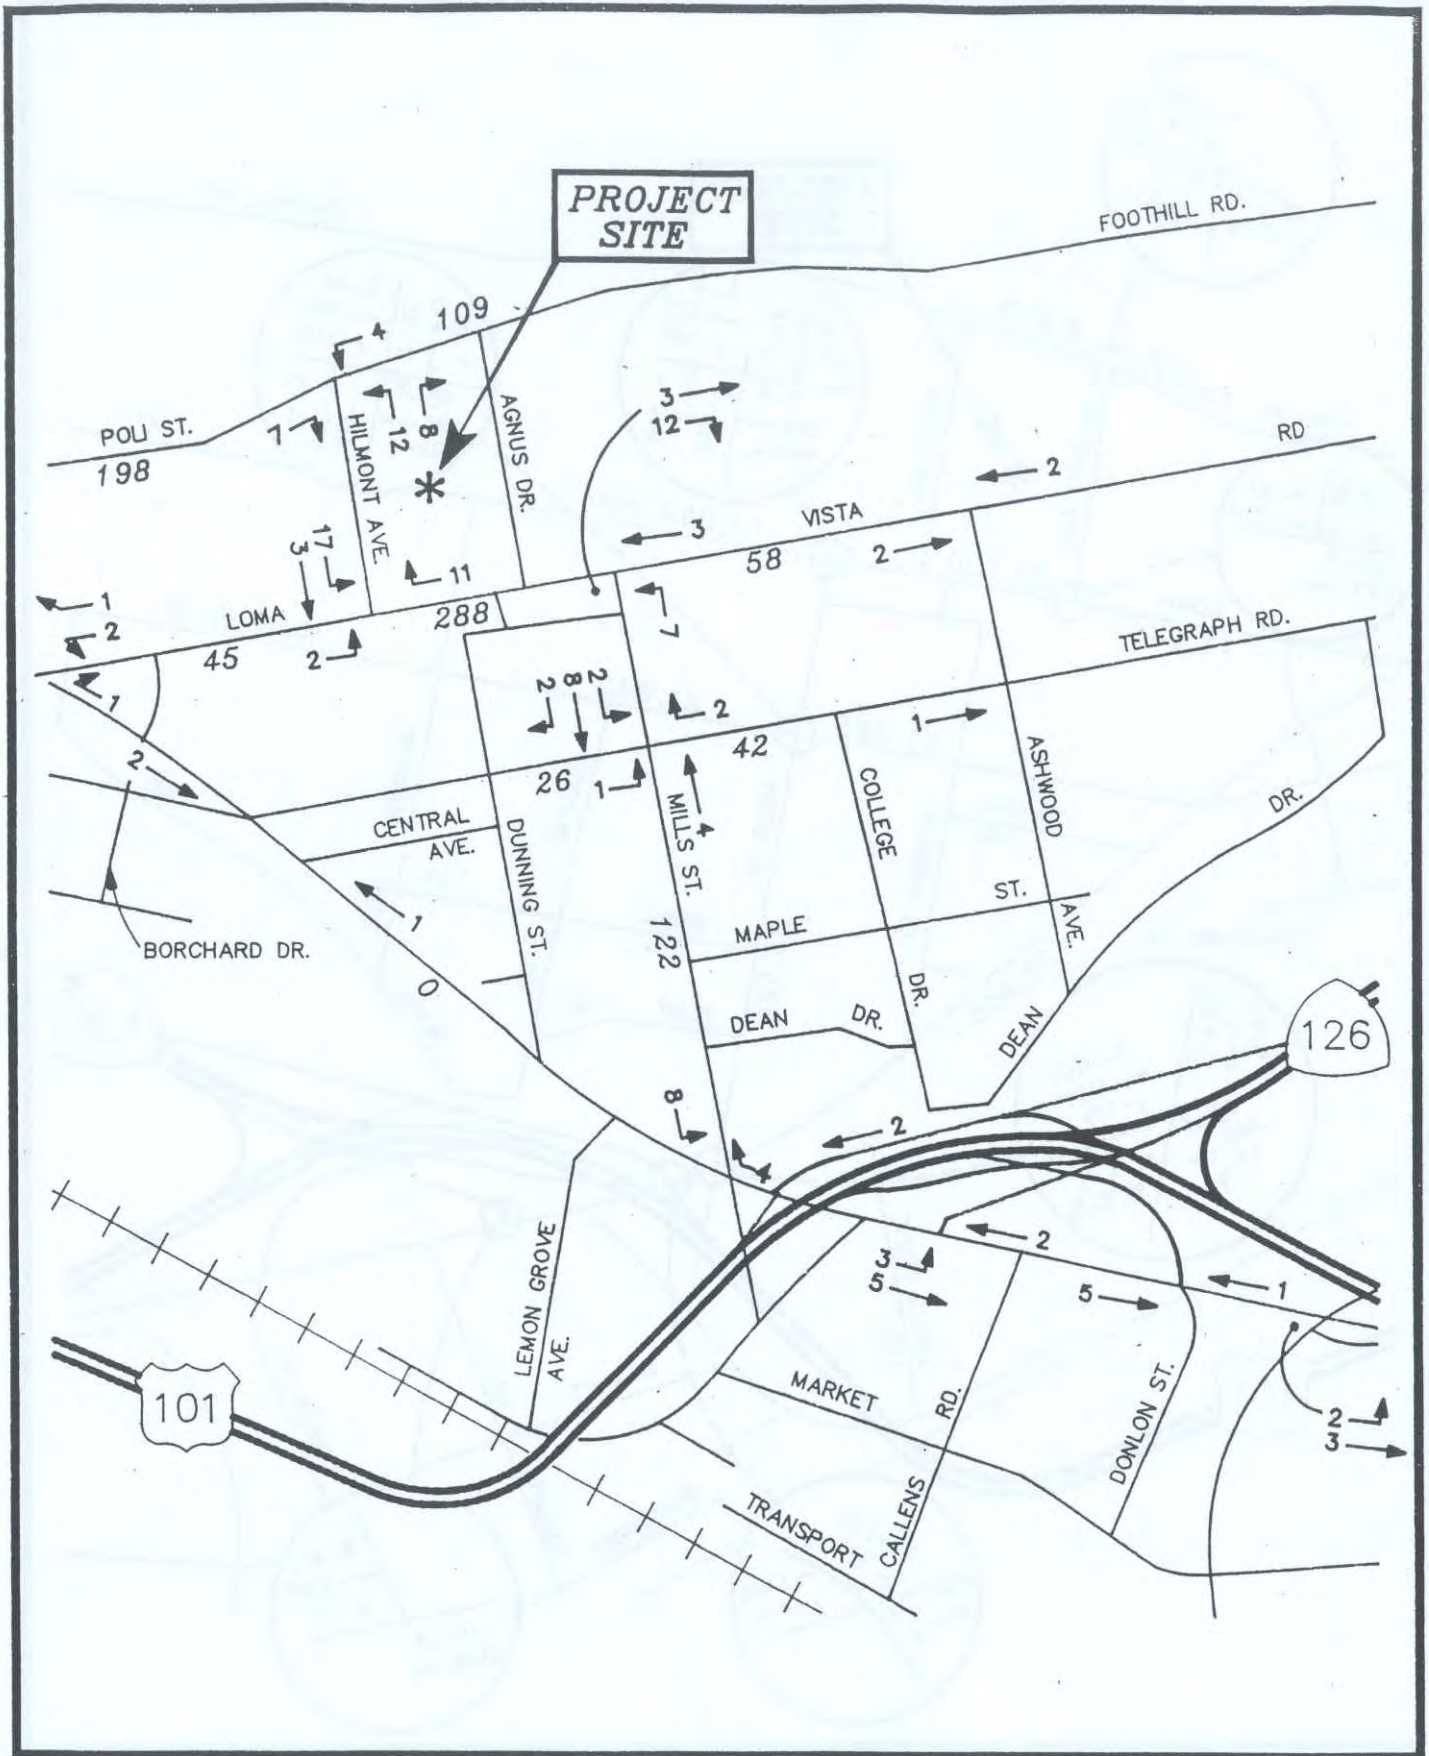 PROJECT
SITE
FOOTHILL RD.
109
4
POLI ST.
198
7
HILMONT AVE.
12
8
AGNUS DR.
3
12
RD
2
VISTA
3
58
2
17
3
11
1
2
LOMA
288
45
2
7
TELEGRAPH RD.
1
2
8
2
2
1
42
2
26
1
CENTRAL
AVE.
DUNNING ST.
MILLS ST.
4
COLLEGE
DR.
ASHWOOD
AVE.
DR.
1
BORCHARD DR.
0
122
MAPLE
ST.
DEAN
DR.
DEAN
126
8
4
2
2
3
5
5
1
LEMON GROVE
AVE.
101
MARKET
RD.
CALLENS
DONLON ST.
2
3
TRANSPORT